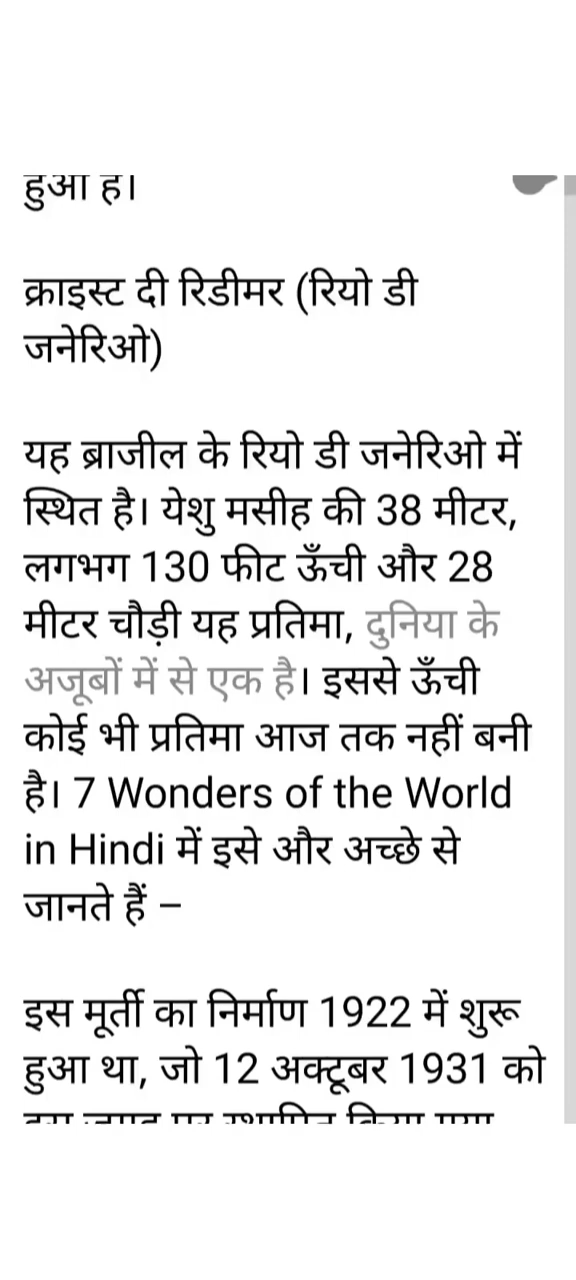 हुआ है।
क्राइस्ट दी रिडीमर (रियो डी
जनेरिओ)
यह ब्राजील के रियो डी जनेरिओ में
स्थित है। येशु मसीह की 38 मीटर,
लगभग 130 फीट ऊँची और 28
मीटर चौड़ी यह प्रतिमा, दुनिया के
अजूबों में से एक है। इससे ऊँची
कोई भी प्रतिमा आज तक नहीं बनी
है। 7 Wonders of the World
in Hindi में इसे और अच्छे से
जानते हैं –
इस मूर्ती का निर्माण 1922 में शुरू
हुआ था, जो 12 अक्टूबर 1931 को